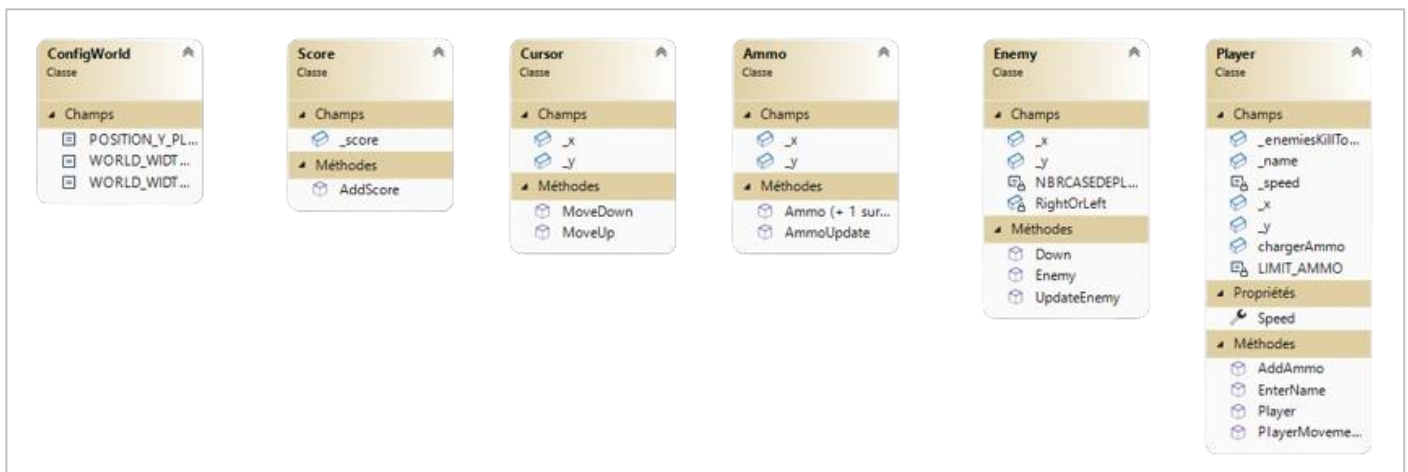 ConfigWorld
Classe
Champs
POSITION_Y_PL...
WORLD_WIDT...
WORLD_WIDT...
Score
Classe
Champs
_score
Méthodes
AddScore
Cursor
Classe
Champs
_x
_y
Méthodes
MoveDown
MoveUp
Ammo
Classe
Champs
_x
_y
Méthodes
Ammo (+ 1 sur...
AmmoUpdate
Enemy
Classe
Champs
_x
_y
NBRCASEDEPL...
RightOrLeft
Méthodes
Down
Enemy
UpdateEnemy
Player
Classe
Champs
_enemiesKillTo...
_name
_speed
_x
_y
chargerAmmo
LIMIT_AMMO
Propriétés
Speed
Méthodes
AddAmmo
EnterName
Player
PlayerMoveme...